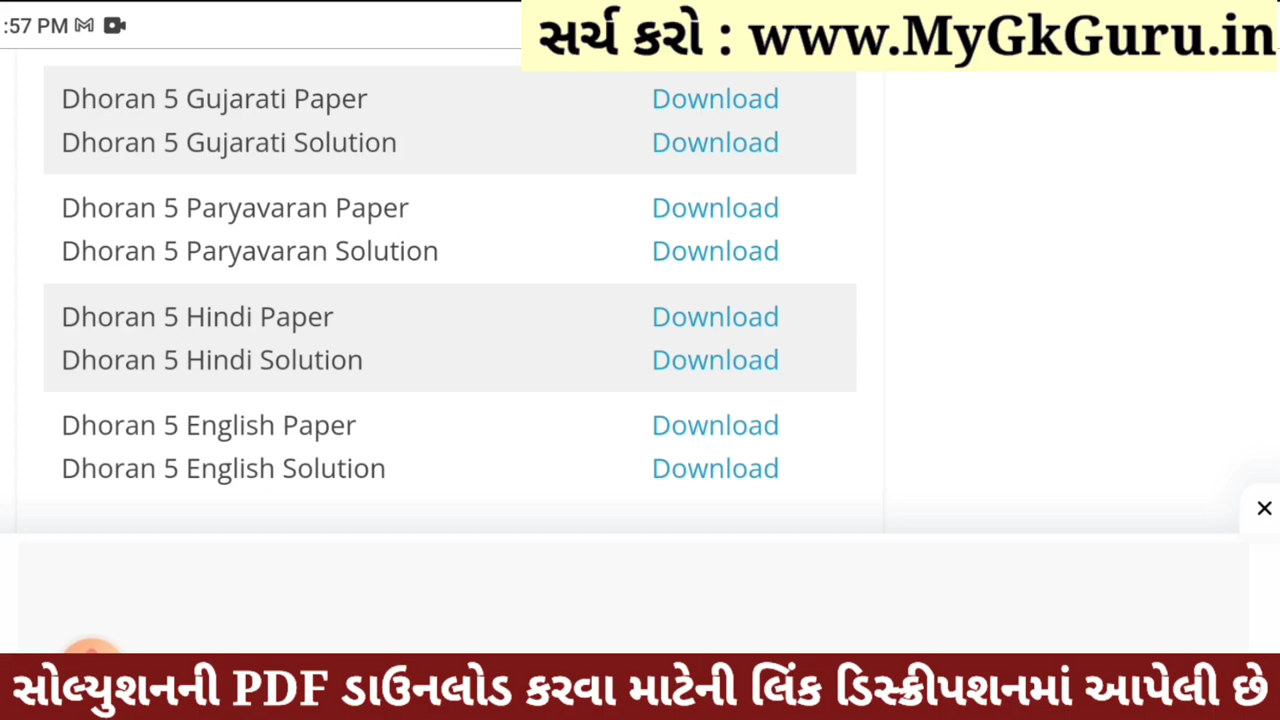 :57 PM
સર્ચ કરો : www.MyGkGuru.in
Dhoran 5 Gujarati Paper Download
Dhoran 5 Gujarati Solution Download
Dhoran 5 Paryavaran Paper Download
Dhoran 5 Paryavaran Solution Download
Dhoran 5 Hindi Paper Download
Dhoran 5 Hindi Solution Download
Dhoran 5 English Paper Download
Dhoran 5 English Solution Download
સોલ્યુશનની PDF ડાઉનલોડ કરવા માટેની લિંક ડિસ્ક્રીપશનમાં આપેલી છે